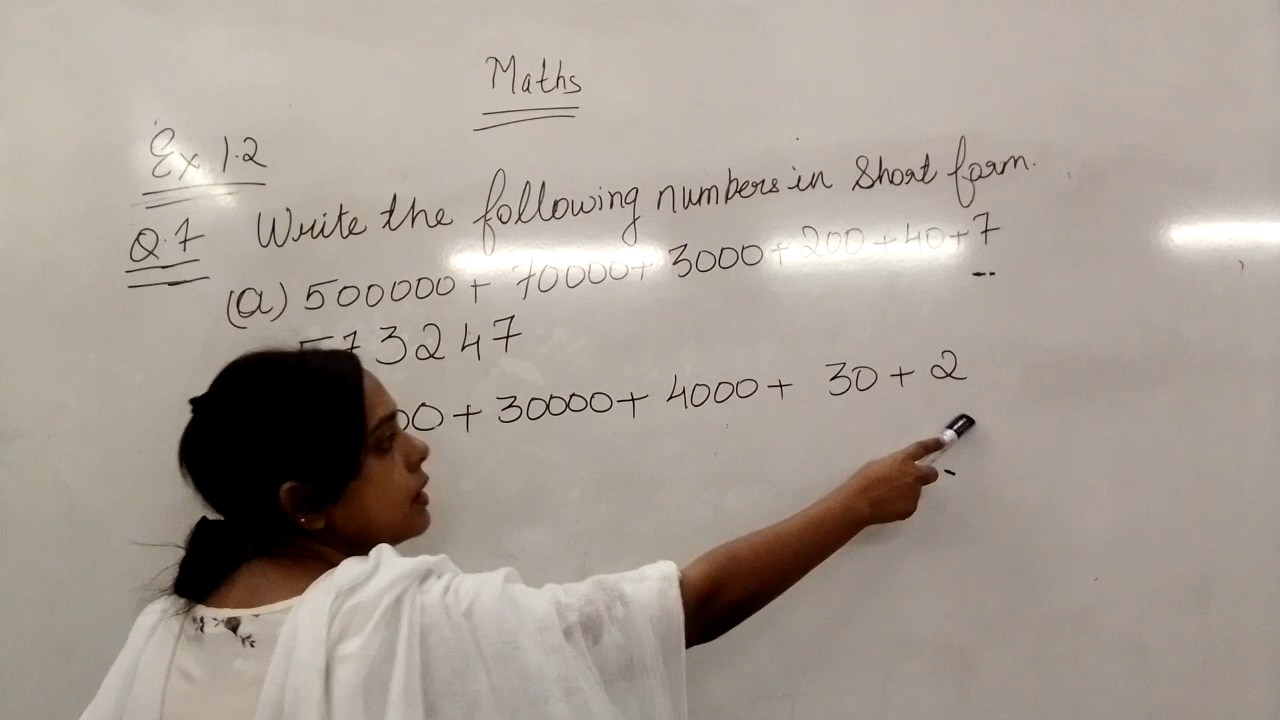 Maths
Ex 1.2
Q.7 Write the following numbers in Short form.
(a) 500000 + 70000 + 3000 + 200 + 40 + 7
573247
+ 30000 + 4000 + 30 + 2